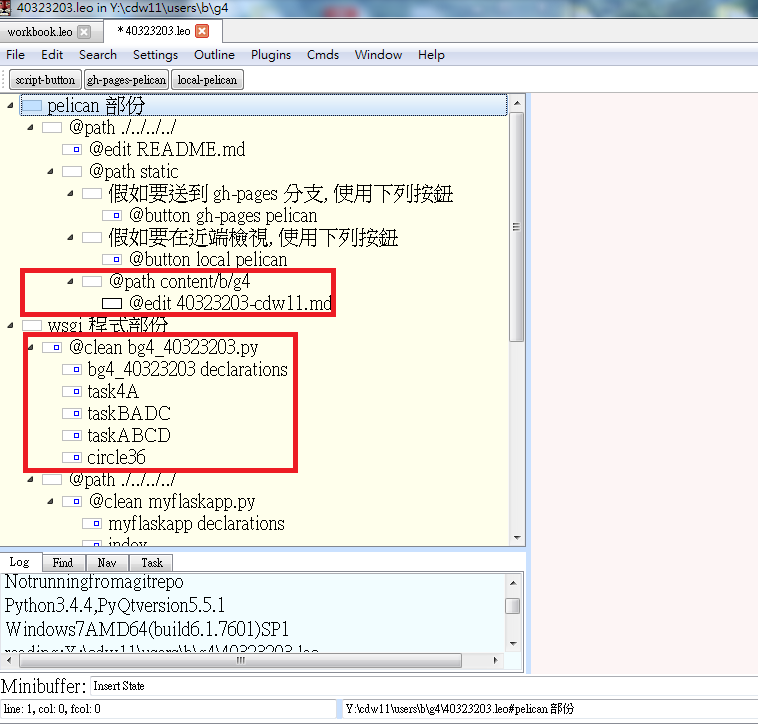 40323203.leo in Y:\cdw11\users\b\g4
workbook.leo * 40323203.leo
File Edit Search Settings Outline Plugins Cmds Window Help
script-button gh-pages-pelican local-pelican
pelican 部份
@path ./../../../
@edit README.md
@path static
假如要送到 gh-pages 分支, 使用下列按鈕
@button gh-pages pelican
假如要在近端檢視, 使用下列按鈕
@button local pelican
@path content/b/g4
@edit 40323203-cdw11.md
wsgi 程式部份
@clean bg4_40323203.py
bg4_40323203 declarations
task4A
taskBADC
taskABCD
circle36
@path ./../../../
@clean myflaskapp.py
myflaskapp declarations
index
Log Find Nav Task
Notrunningfromagitrepo
Python3.4.4,PyQtversion5.5.1
Windows7AMD64(build6.1.7601)SP1
reading:Y:\cdw11\users\b\g4\40323203.leo
Minibuffer: Insert State
line: 1, col: 0, fcol: 0 Y:\cdw11\users\b\g4\40323203.leo#pelican 部份